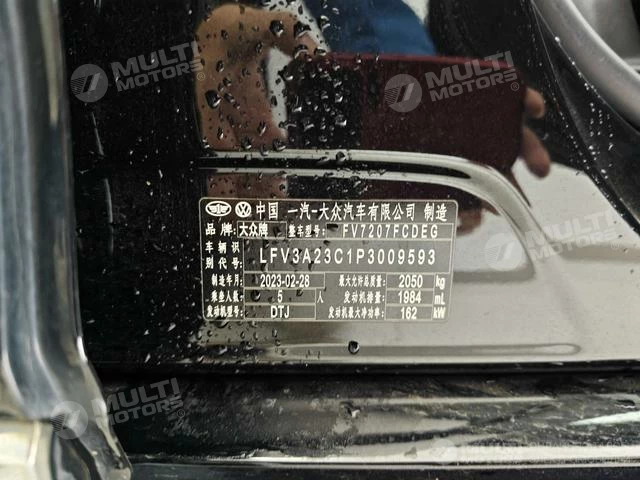 MULTI MOTORS
MULTI MOTORS
中国 一汽-大众汽车有限公司 制造
品 牌 大众牌 整车型号 FV7207FCDEG
车辆识别代号 LFV3A23C1P3009593
制造年月 2023-02-28 最大允许总质量: 2050 kg
乘坐人数 5 人 发动机排量: 1984 mL
发动机型号 DTJ 发动机最大净功率: 162 kW
MULTI MOTORS
MULTI MOTORS